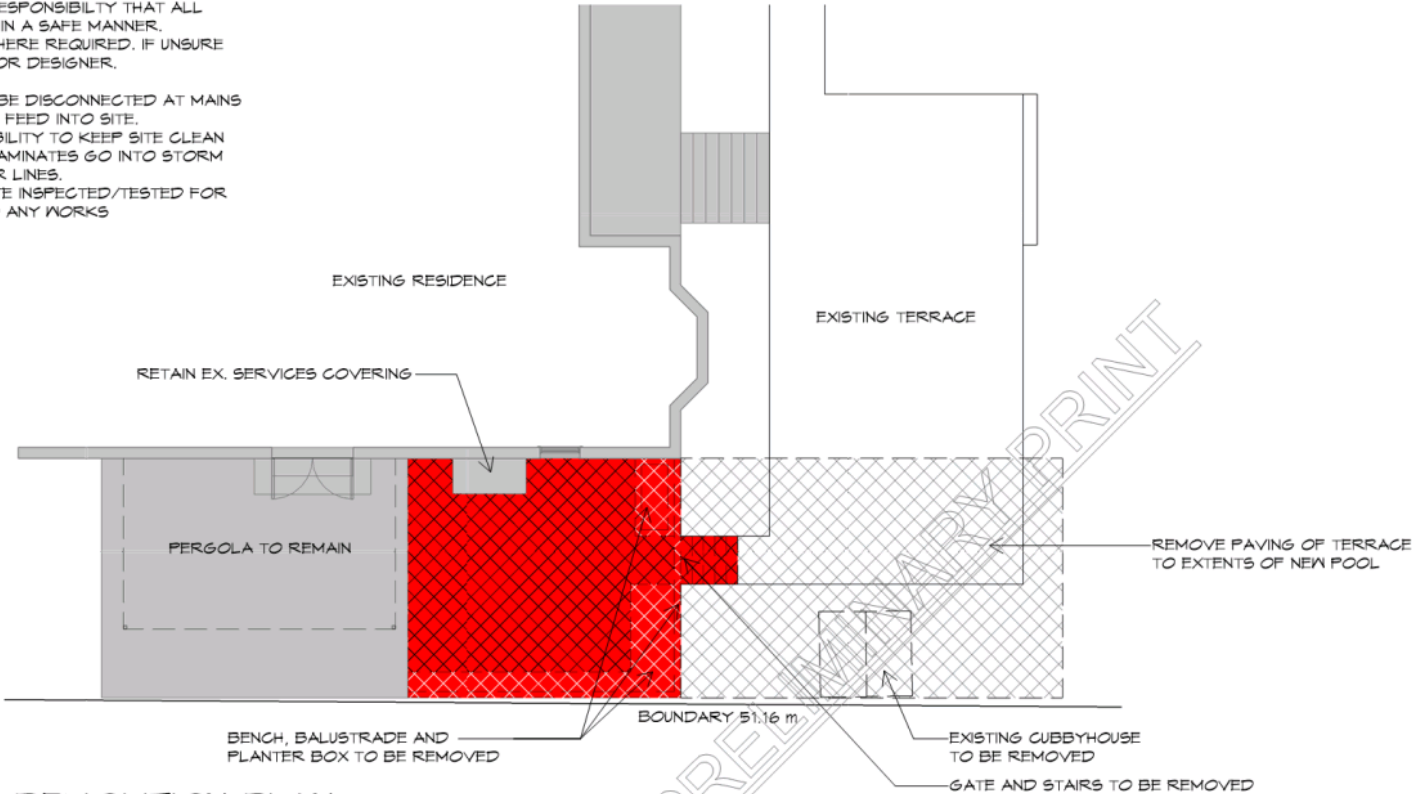 ESPONSIBILTY THAT ALL
IN A SAFE MANNER.
HERE REQUIRED. IF UNSURE
OR DESIGNER.
BE DISCONNECTED AT MAINS
FEED INTO SITE.
BILITY TO KEEP SITE CLEAN
AMINATES GO INTO STORM
R LINES.
TE INSPECTED/TESTED FOR
ANY WORKS
EXISTING RESIDENCE
EXISTING TERRACE
RETAIN EX. SERVICES COVERING
PERGOLA TO REMAIN
REMOVE PAVING OF TERRACE
TO EXTENTS OF NEW POOL
BOUNDARY 51.16 m
BENCH, BALUSTRADE AND
PLANTER BOX TO BE REMOVED
EXISTING CUBBYHOUSE
TO BE REMOVED
GATE AND STAIRS TO BE REMOVED
RELIMINARY PRINT